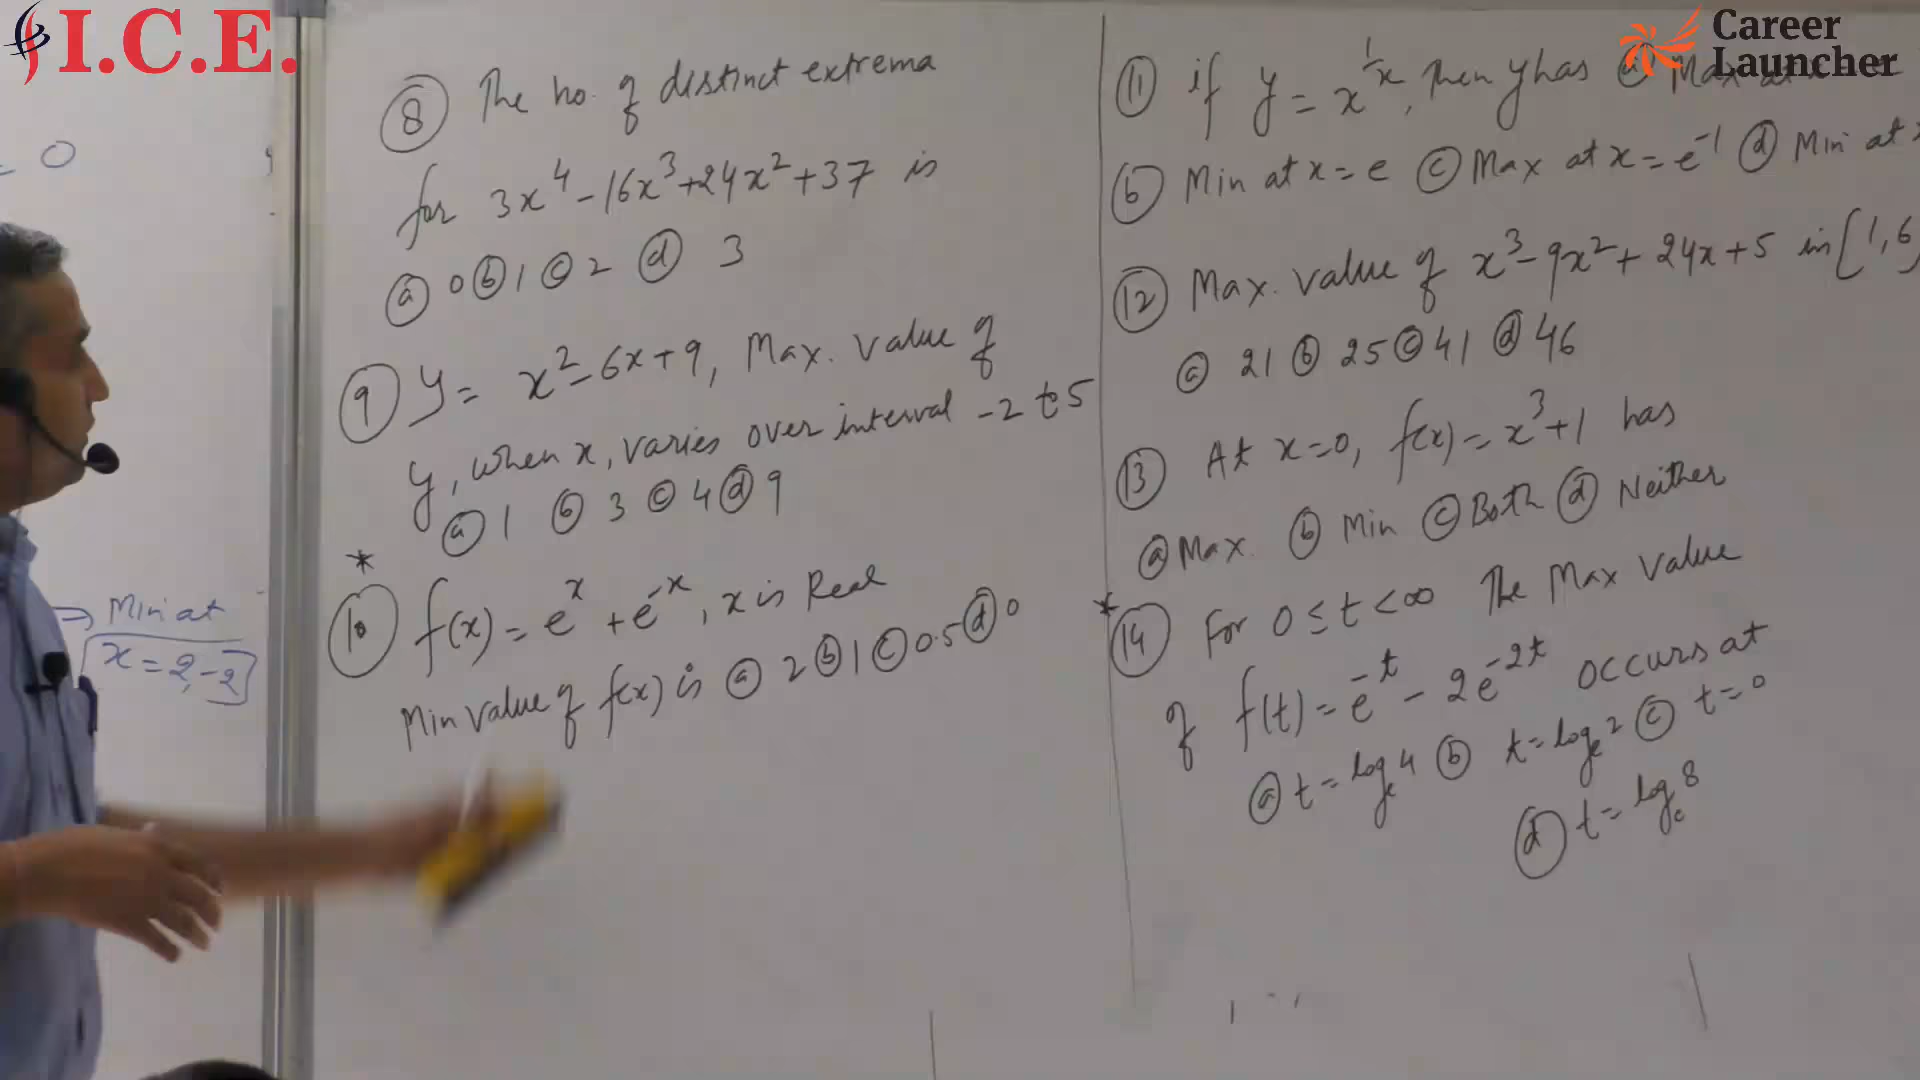 I.C.E.
Career
Launcher
= 0
→ Min at
x = 2, -2
⑧ The no. of distinct extrema
for 3x⁴ - 16x³ + 24x² + 37 is
ⓐ 0 ⓑ 1 ⓒ 2 ⓓ 3
⑨ y = x² - 6x + 9, Max. value of
y, when x, varies over interval -2 to 5
ⓐ 1 ⓑ 3 ⓒ 4 ⓓ 9
*
⑩ f(x) = e^x + e^-x, x is Real
Min value of f(x) is ⓐ 2 ⓑ 1 ⓒ 0.5 ⓓ 0
⑪ if y = x^1/x, Then y has ⓐ Max at
ⓑ Min at x = e ⓒ Max at x = e⁻¹ ⓓ Min at
⑫ Max. value of x³ - 9x² + 24x + 5 in [1, 6
ⓐ 21 ⓑ 25 ⓒ 41 ⓓ 46
⑬ At x=0, f(x) = x³ + 1 has
ⓐ Max. ⓑ Min ⓒ Both ⓓ Neither
* ⑭ For 0 ≤ t < ∞ The Max value
of f(t) = e^-t - 2e^-2t occurs at
ⓐ t = logₑ4 ⓑ t = logₑ2 ⓒ t = 0
ⓓ t = logₑ8